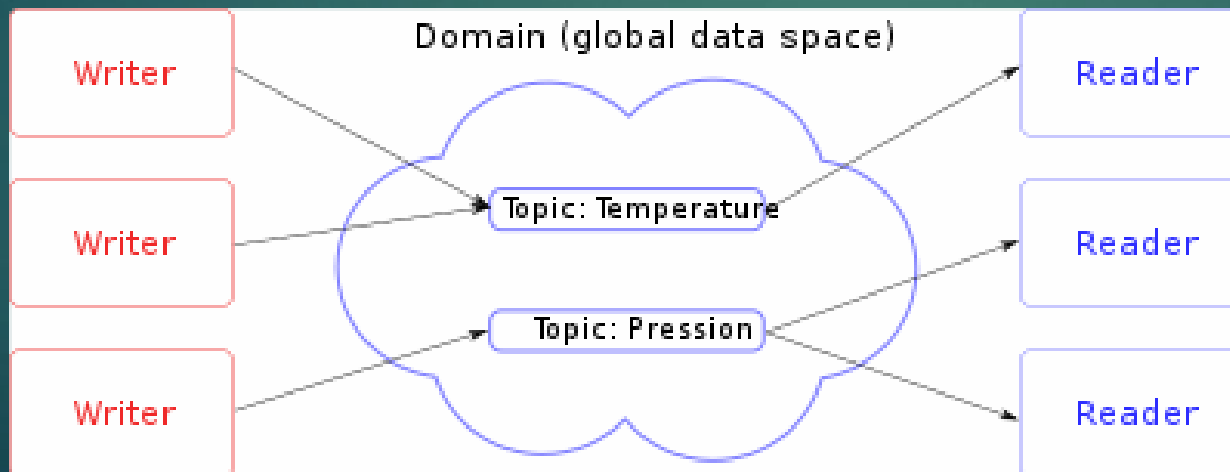 Domain (global data space)
Writer
Reader
Topic: Temperature
Writer
Reader
Topic: Pression
Writer
Reader